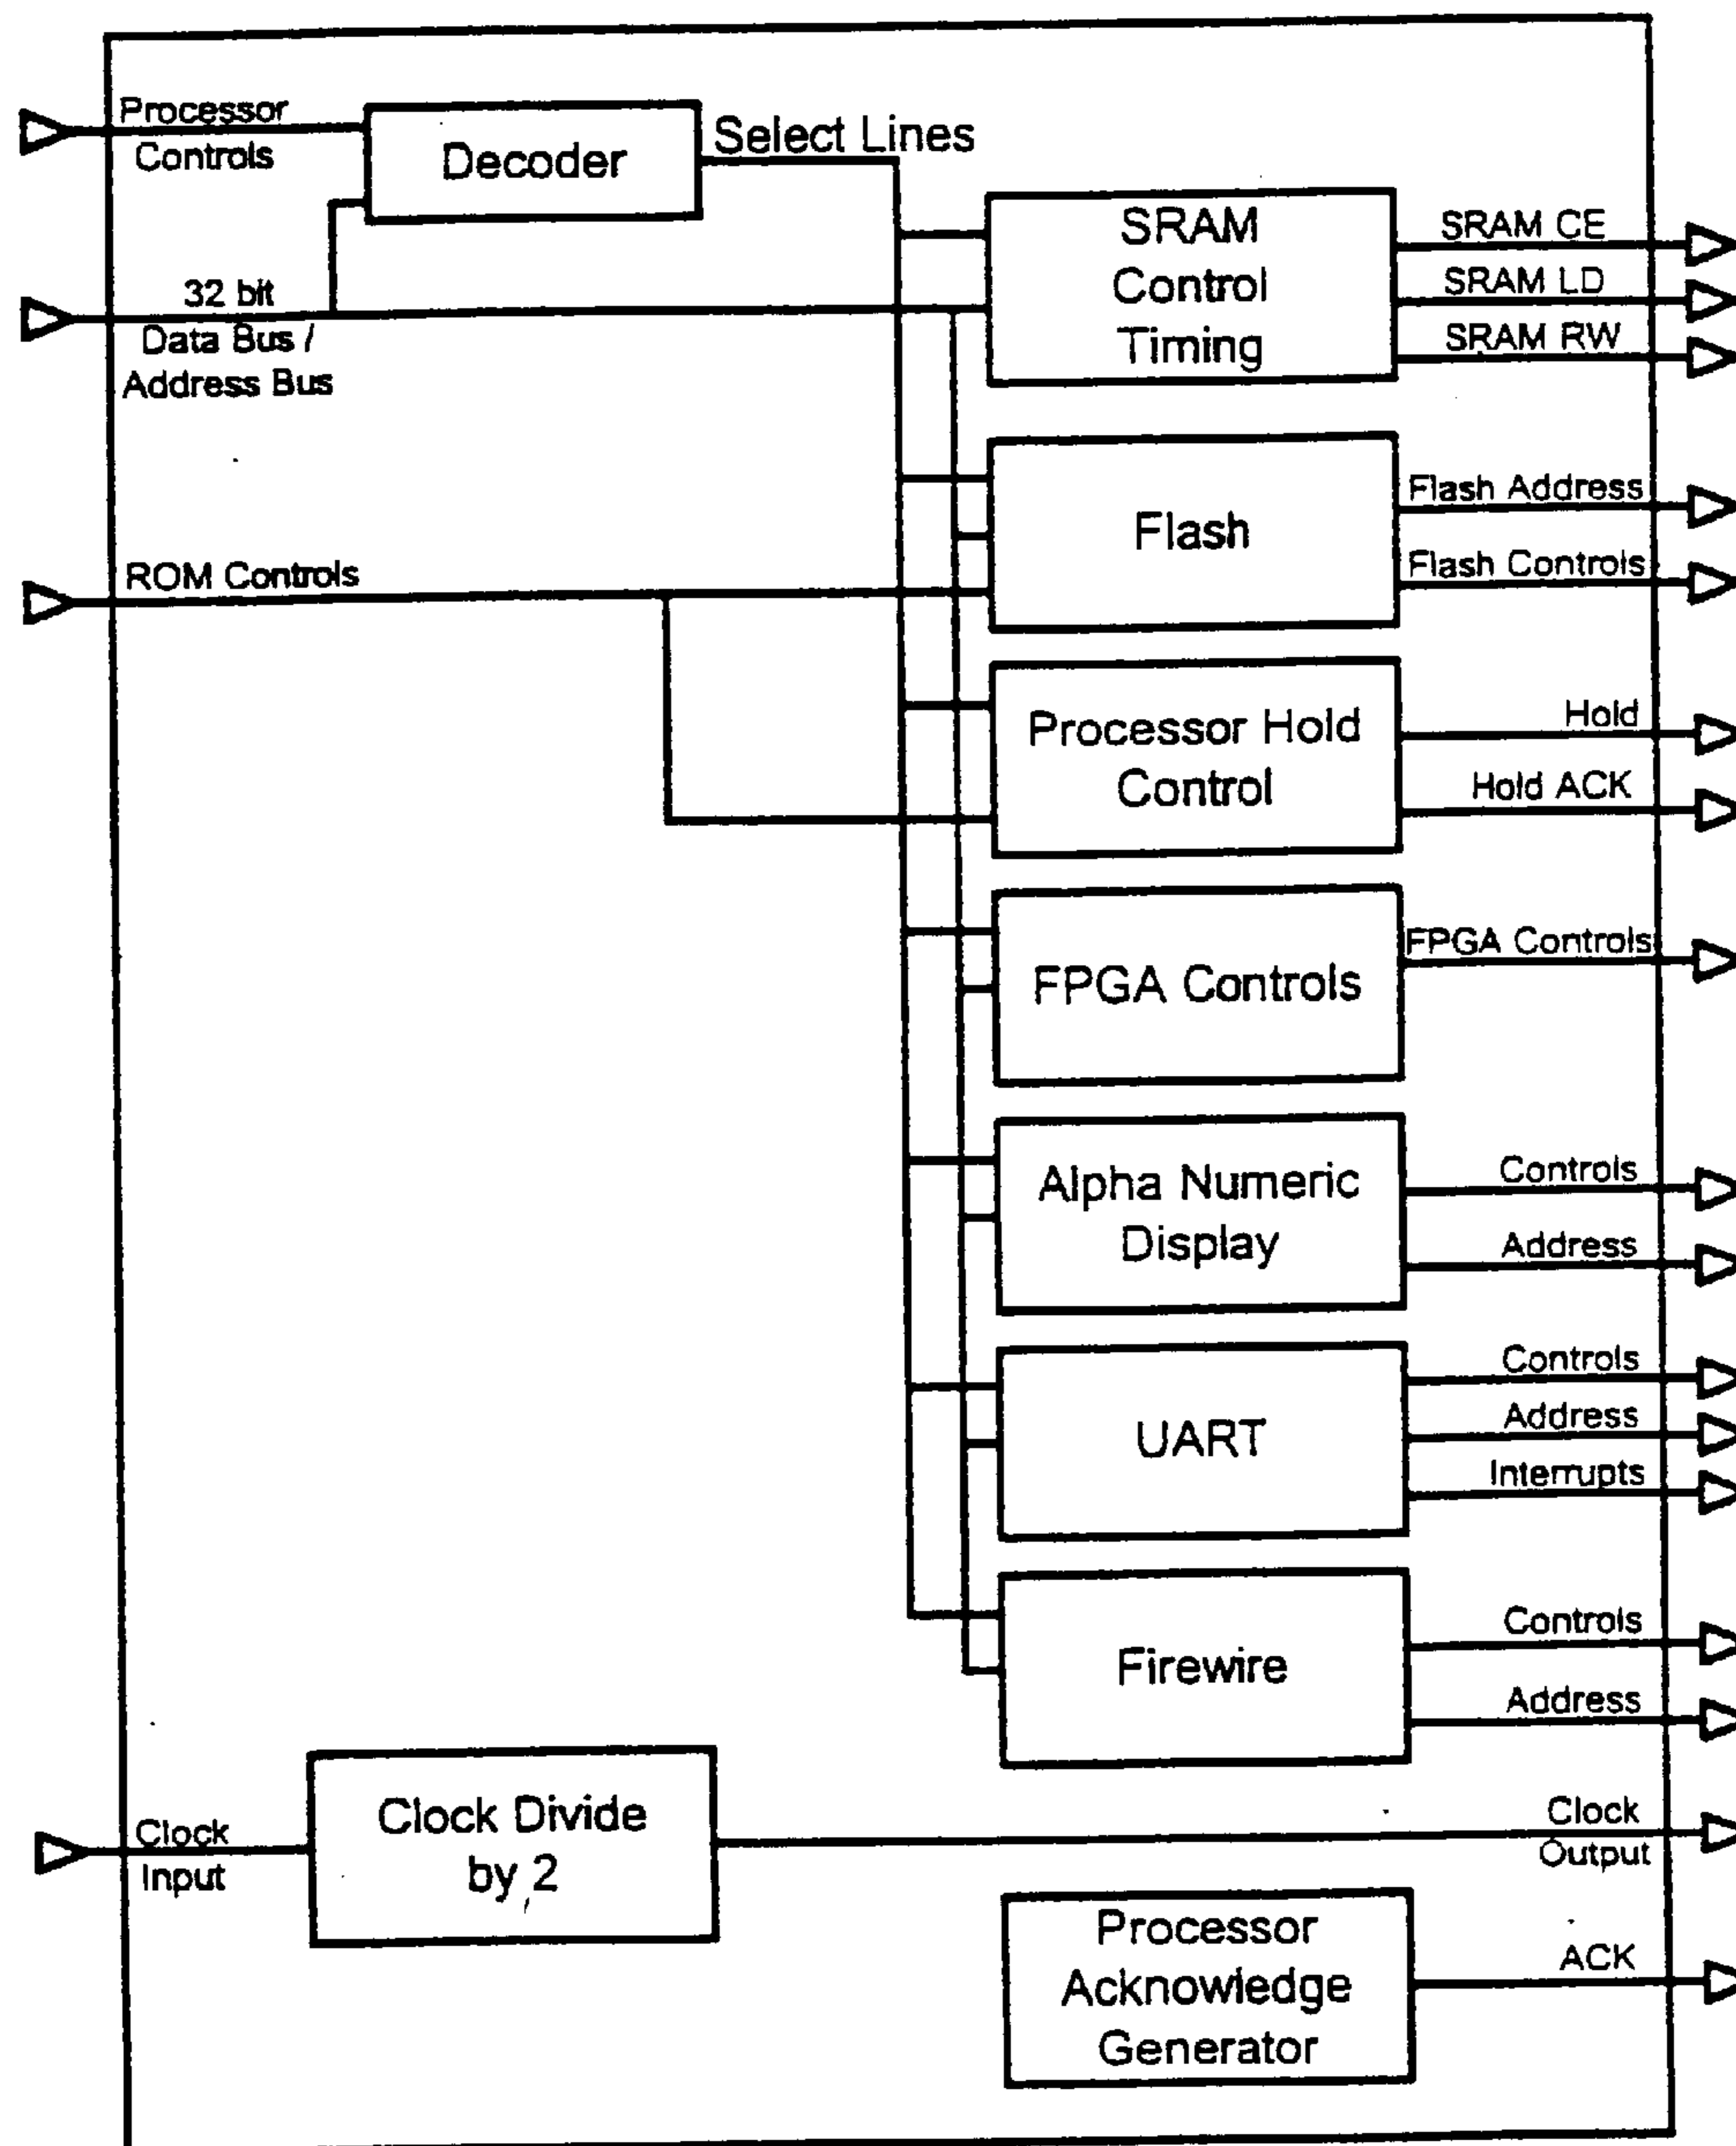 Processor
Controls
Decoder
Select Lines
32 bit
Data Bus /
Address Bus
SRAM
Control
Timing
SRAM CE
SRAM LD
SRAM RW
Flash
Flash Address
Flash Controls
ROM Controls
Processor Hold
Control
Hold
Hold ACK
FPGA Controls
FPGA Controls
Alpha Numeric
Display
Controls
Address
UART
Controls
Address
Interrupts
Firewire
Controls
Address
Clock
Input
Clock Divide
by 2
Clock
Output
Processor
Acknowledge
Generator
ACK